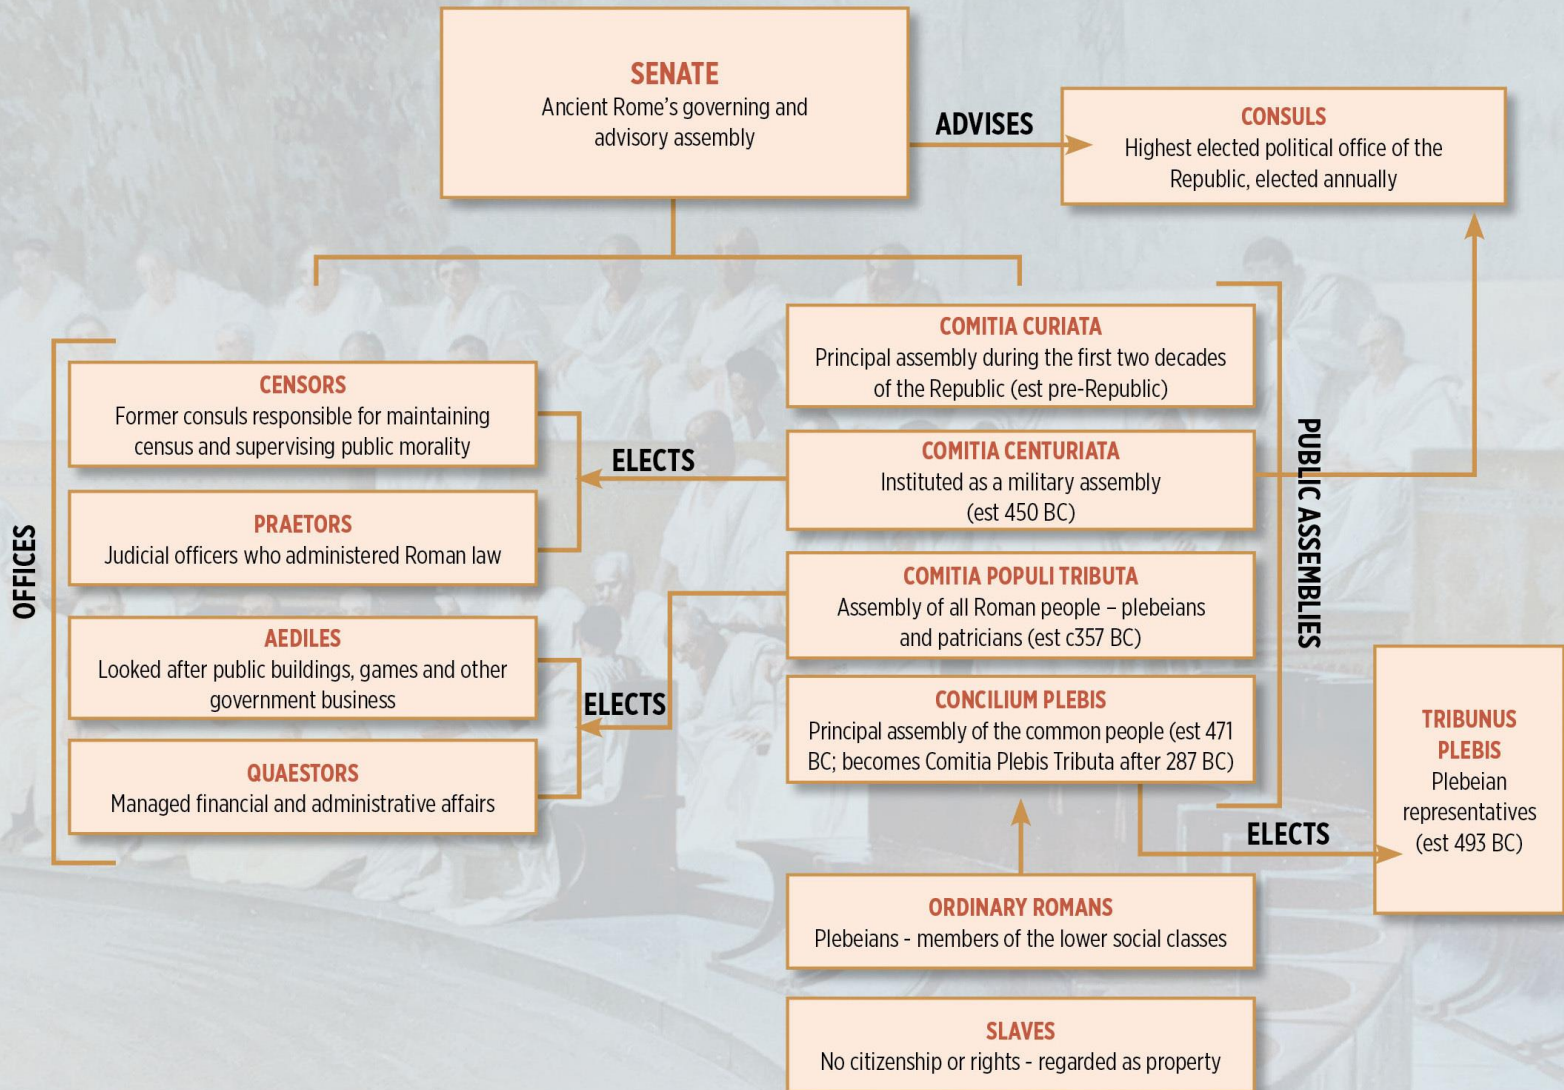 SENATE
Ancient Rome's governing and
advisory assembly
ADVISES
CONSULS
Highest elected political office of the
Republic, elected annually
OFFICES
CENSORS
Former consuls responsible for maintaining
census and supervising public morality
PRAETORS
Judicial officers who administered Roman law
AEDILES
Looked after public buildings, games and other
government business
QUAESTORS
Managed financial and administrative affairs
ELECTS
ELECTS
COMITIA CURIATA
Principal assembly during the first two decades
of the Republic (est pre-Republic)
COMITIA CENTURIATA
Instituted as a military assembly
(est 450 BC)
COMITIA POPULI TRIBUTA
Assembly of all Roman people – plebeians
and patricians (est c357 BC)
CONCILIUM PLEBIS
Principal assembly of the common people (est 471
BC; becomes Comitia Plebis Tributa after 287 BC)
PUBLIC ASSEMBLIES
ELECTS
TRIBUNUS
PLEBIS
Plebeian
representatives
(est 493 BC)
ORDINARY ROMANS
Plebeians - members of the lower social classes
SLAVES
No citizenship or rights - regarded as property